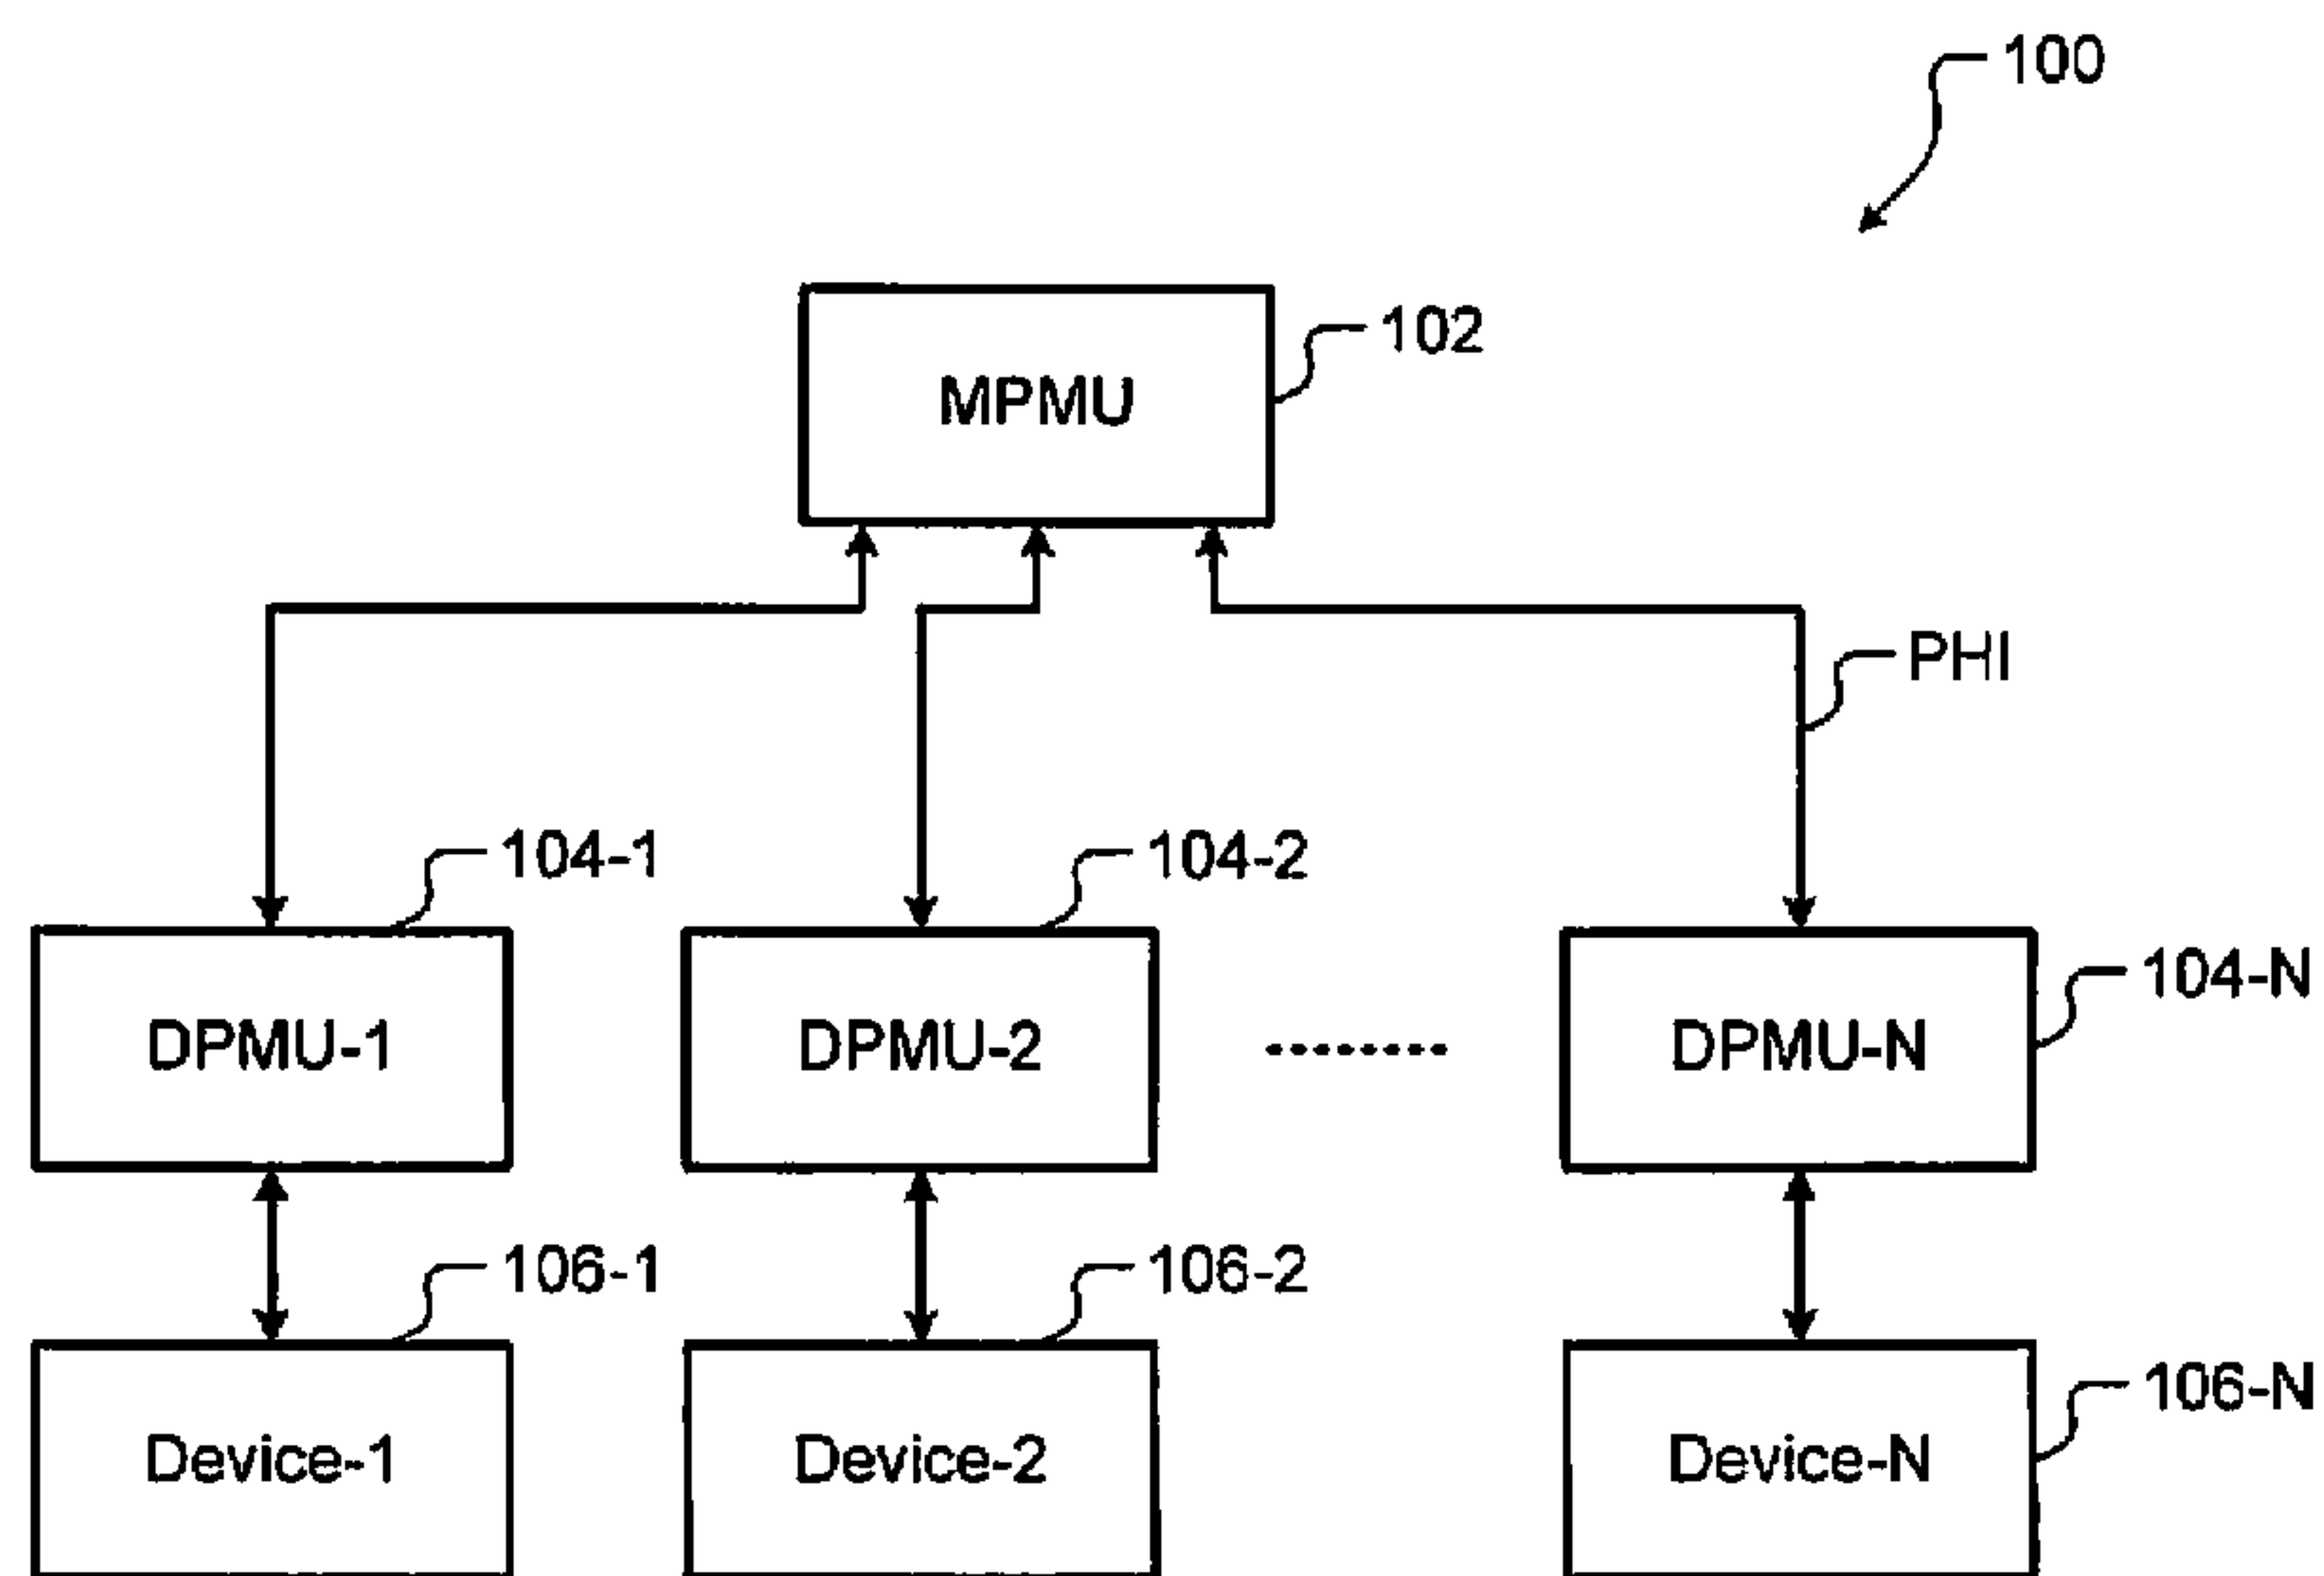 100
102
MPMU
PHI
104-1
104-2
104-N
DPMU-1
DPMU-2
DPMU-N
106-1
106-2
106-N
Device-1
Device-2
Device-N